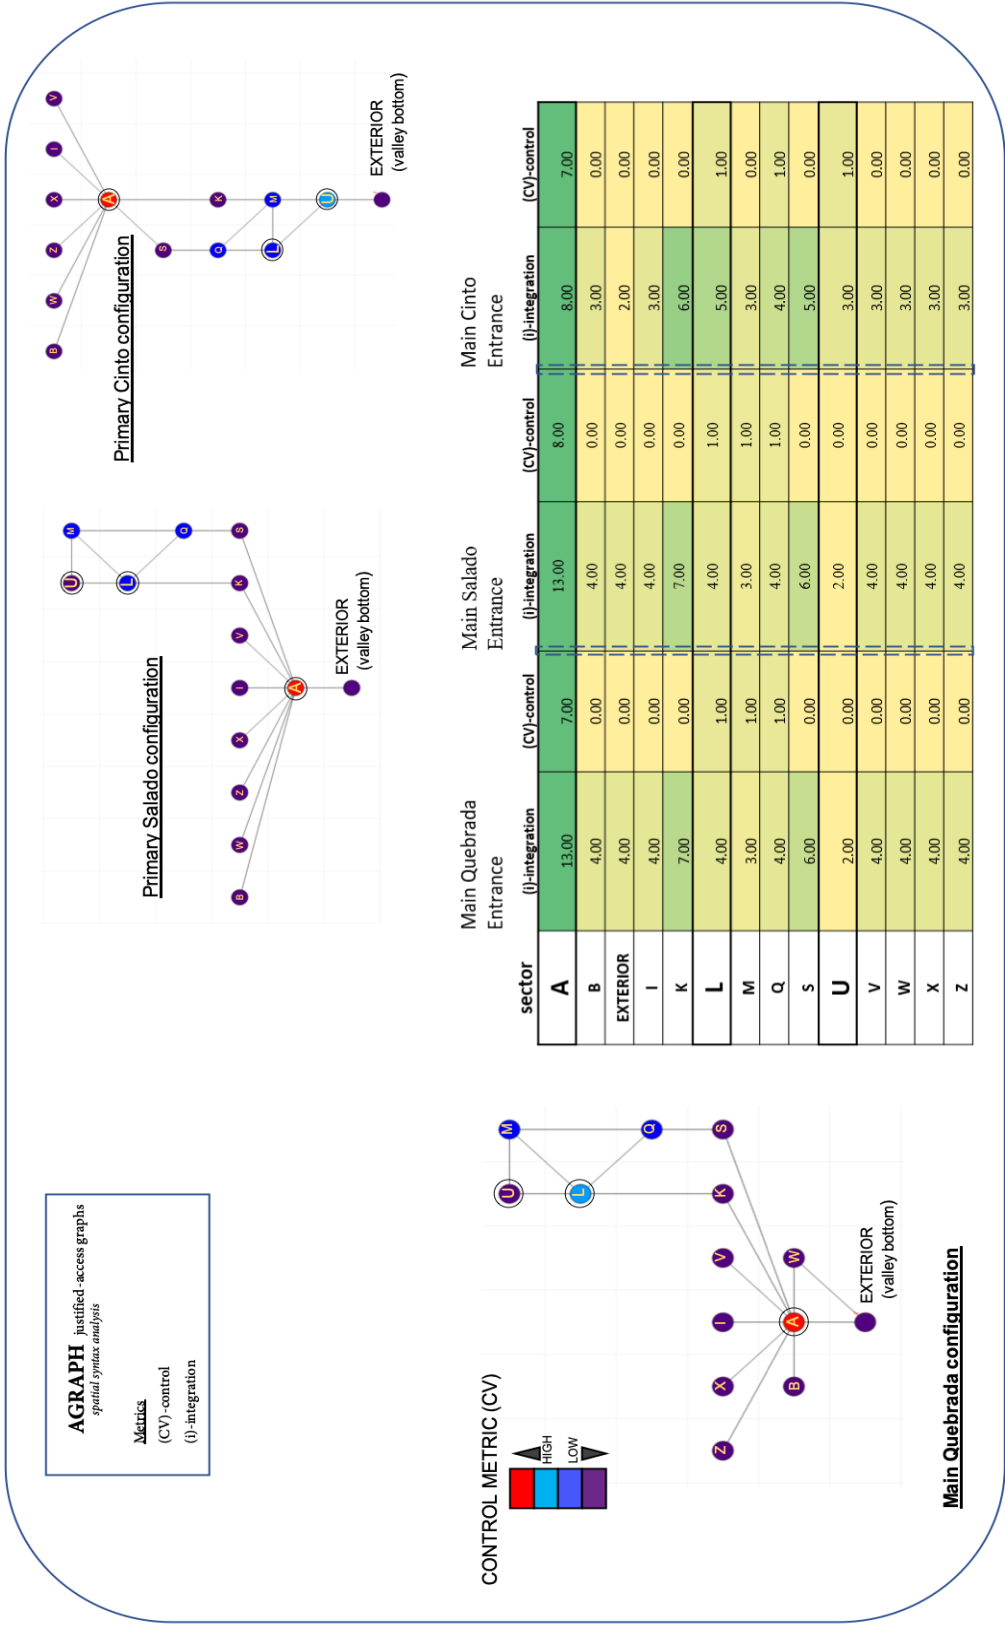 AGRAPH justified-access graphs
spatial syntax analysis
Metrics
(CV)-control
(i)-integration
U M
L Q
B W Z X I V K S
A
EXTERIOR
(valley bottom)
Primary Salado configuration
B W Z X I V
A
S
Q K
L M
U
EXTERIOR
(valley bottom)
Primary Cinto configuration
CONTROL METRIC (CV)
HIGH
LOW
U M
L
Q
Z X I V K S
B A W
EXTERIOR
(valley bottom)
Main Quebrada configuration
Main Quebrada Entrance Main Salado Entrance Main Cinto Entrance
sector (i)-integration (CV)-control (i)-integration (CV)-control (i)-integration (CV)-control
A 13.00 7.00 13.00 8.00 8.00 7.00
B 4.00 0.00 4.00 0.00 3.00 0.00
EXTERIOR 4.00 0.00 4.00 0.00 2.00 0.00
I 4.00 0.00 4.00 0.00 3.00 0.00
K 7.00 0.00 7.00 0.00 6.00 0.00
L 4.00 1.00 4.00 1.00 5.00 1.00
M 3.00 1.00 3.00 1.00 3.00 0.00
Q 4.00 1.00 4.00 1.00 4.00 1.00
S 6.00 0.00 6.00 0.00 5.00 0.00
U 2.00 0.00 2.00 0.00 3.00 1.00
V 4.00 0.00 4.00 0.00 3.00 0.00
W 4.00 0.00 4.00 0.00 3.00 0.00
X 4.00 0.00 4.00 0.00 3.00 0.00
Z 4.00 0.00 4.00 0.00 3.00 0.00